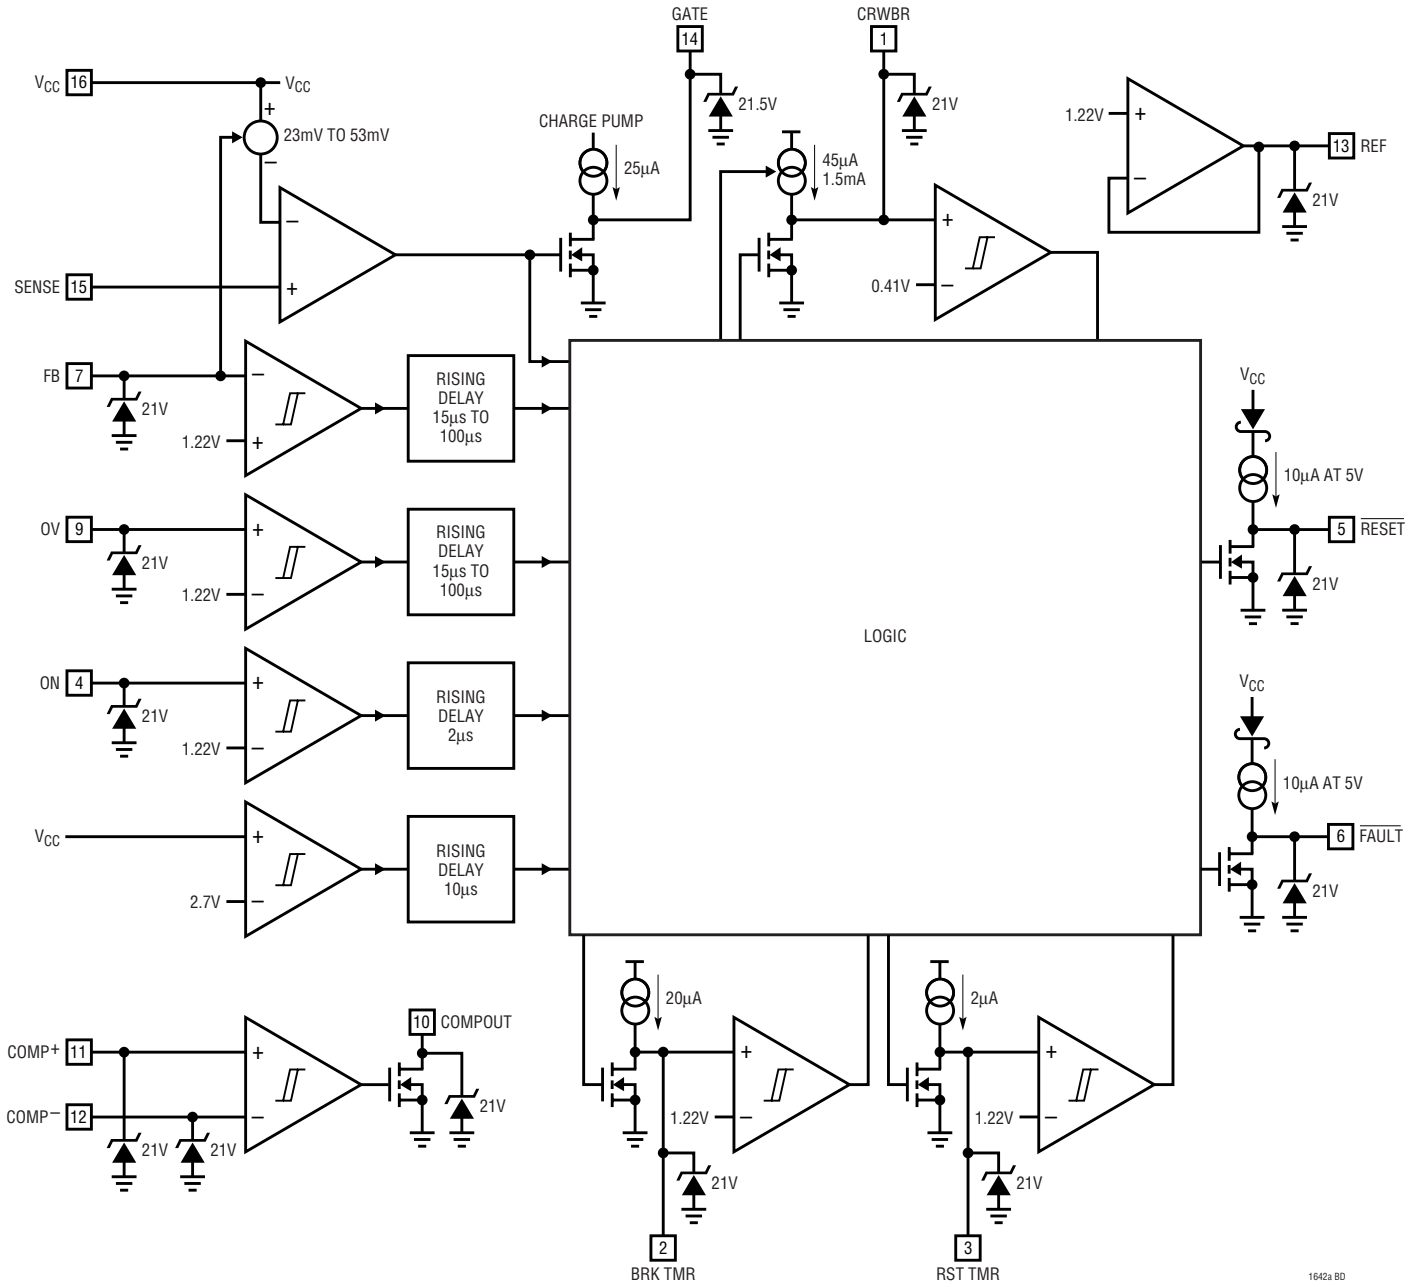 GATE
14
CRWBR
1
VCC 16
VCC
+
23mV TO 53mV
−
21.5V
21V
CHARGE PUMP
25µA
45µA
1.5mA
1.22V
+
−
13 REF
21V
−
+
SENSE 15
+
0.41V −
FB 7
21V
−
1.22V +
RISING
DELAY
15µs TO
100µs
OV 9
21V
+
1.22V −
RISING
DELAY
15µs TO
100µs
ON 4
21V
+
1.22V −
RISING
DELAY
2µs
VCC
+
2.7V −
RISING
DELAY
10µs
LOGIC
VCC
10µA AT 5V
5 RESET
21V
VCC
10µA AT 5V
6 FAULT
21V
COMP+ 11
COMP− 12
+
−
21V
21V
10 COMPOUT
21V
20µA
+
1.22V −
21V
2
BRK TMR
2µA
+
1.22V −
21V
3
RST TMR
1642a BD